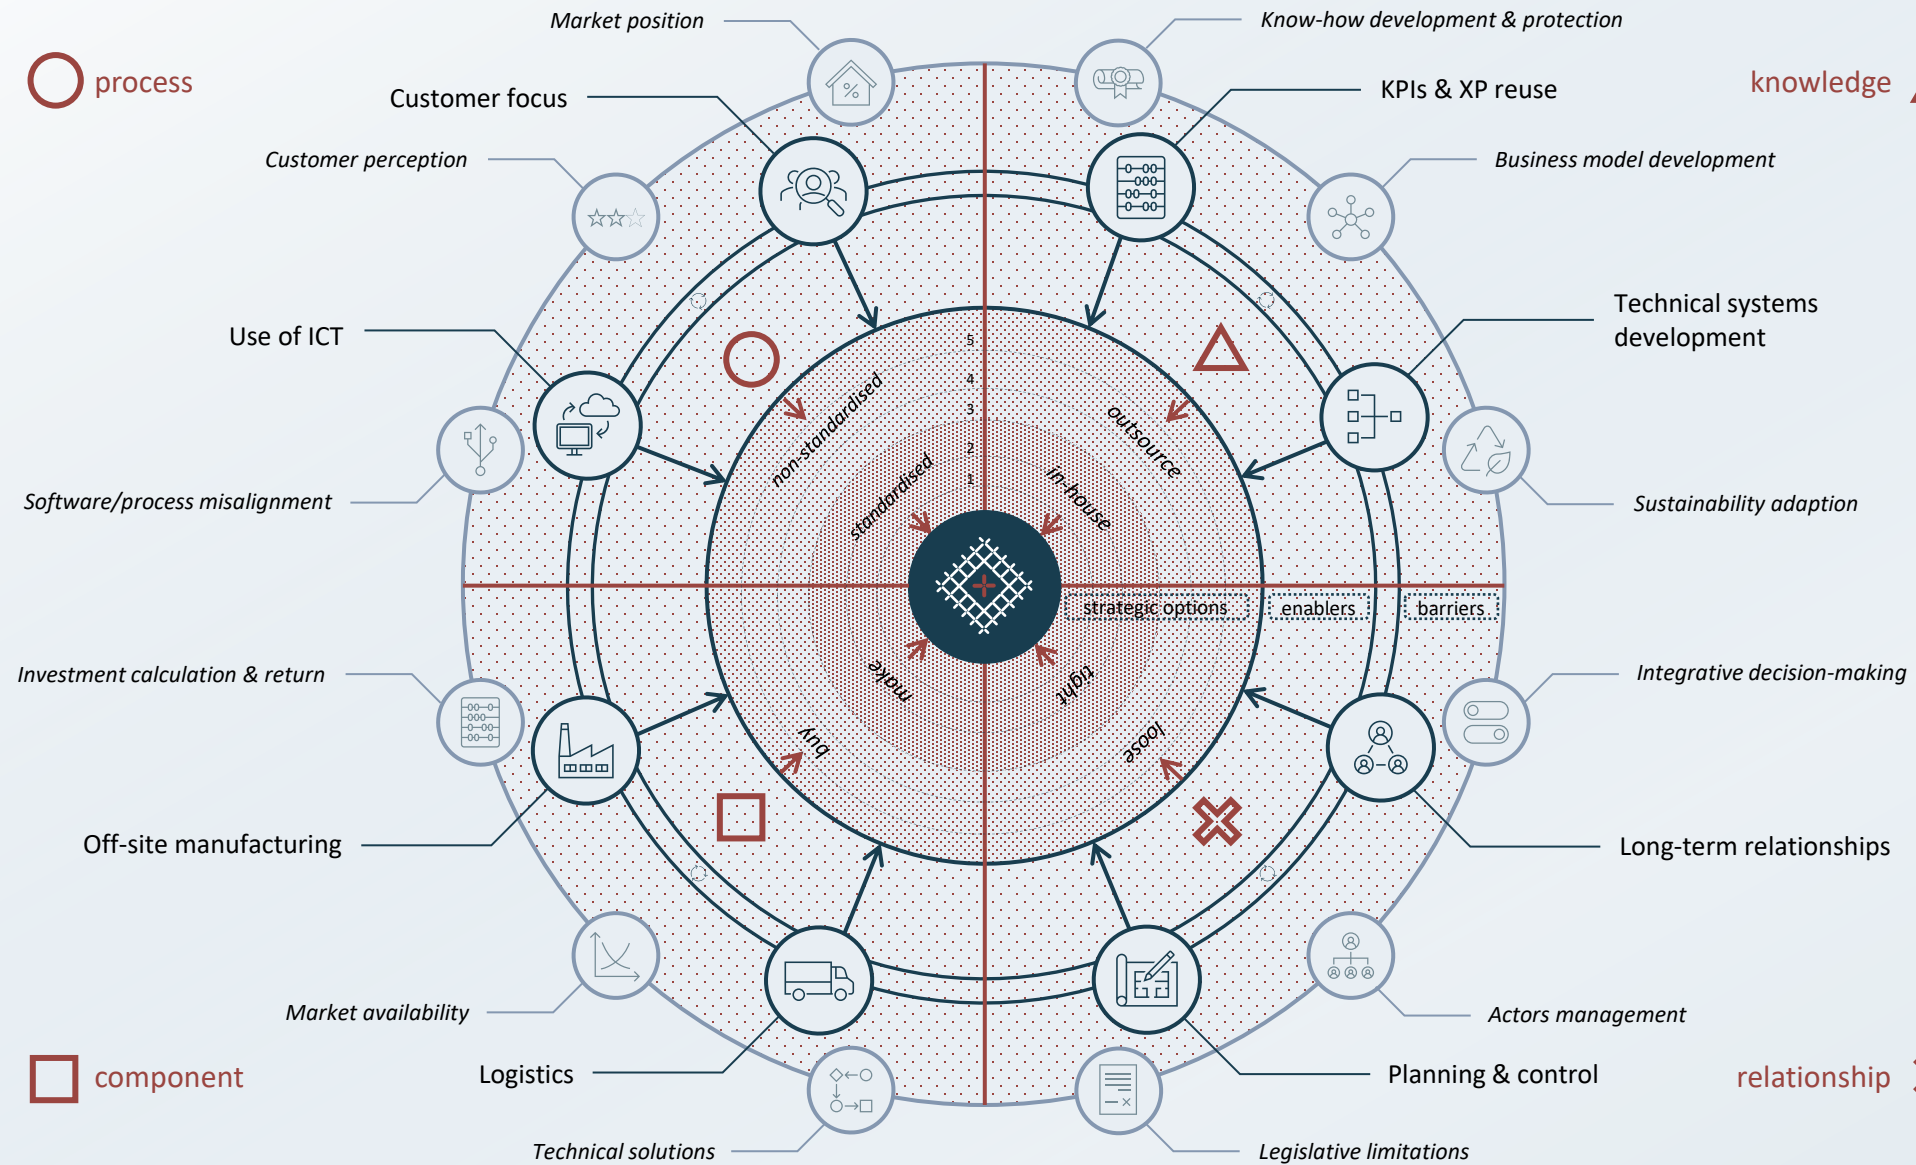 Market position
Know-how development & protection
process
Customer focus
KPIs & XP reuse
knowledge
Customer perception
Business model development
%
Use of ICT
Technical systems
development
5
4
3
2
1
non-standardised
outsource
standardised
in-house
Software/process misalignment
Sustainability adaption
strategic options
enablers
barriers
Investment calculation & return
Integrative decision-making
make
tight
buy
loose
Off-site manufacturing
Long-term relationships
Market availability
Actors management
component
Logistics
Planning & control
relationship
Technical solutions
Legislative limitations